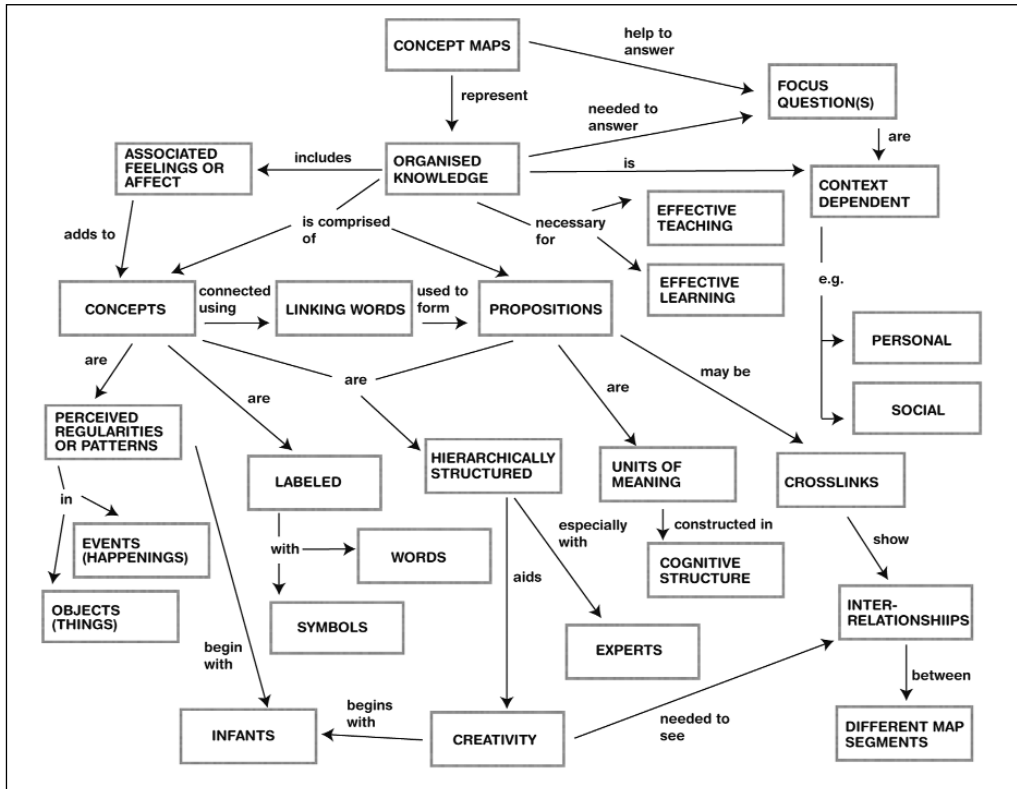 CONCEPT MAPS
help to
answer
FOCUS
QUESTION(S)
represent
needed to
answer
are
ASSOCIATED
FEELINGS OR
AFFECT
includes
ORGANISED
KNOWLEDGE
is
CONTEXT
DEPENDENT
adds to
is comprised
of
necessary
for
EFFECTIVE
TEACHING
EFFECTIVE
LEARNING
e.g.
CONCEPTS
connected
using
LINKING WORDS
used to
form
PROPOSITIONS
PERSONAL
SOCIAL
are
are
are
are
may be
PERCEIVED
REGULARITIES
OR PATTERNS
LABELED
HIERARCHICALLY
STRUCTURED
UNITS OF
MEANING
CROSSLINKS
in
EVENTS
(HAPPENINGS)
OBJECTS
(THINGS)
with
WORDS
SYMBOLS
aids
especially
with
constructed in
COGNITIVE
STRUCTURE
show
EXPERTS
INTER-
RELATIONSHIIPS
begin
with
between
INFANTS
begins
with
CREATIVITY
needed to
see
DIFFERENT MAP
SEGMENTS